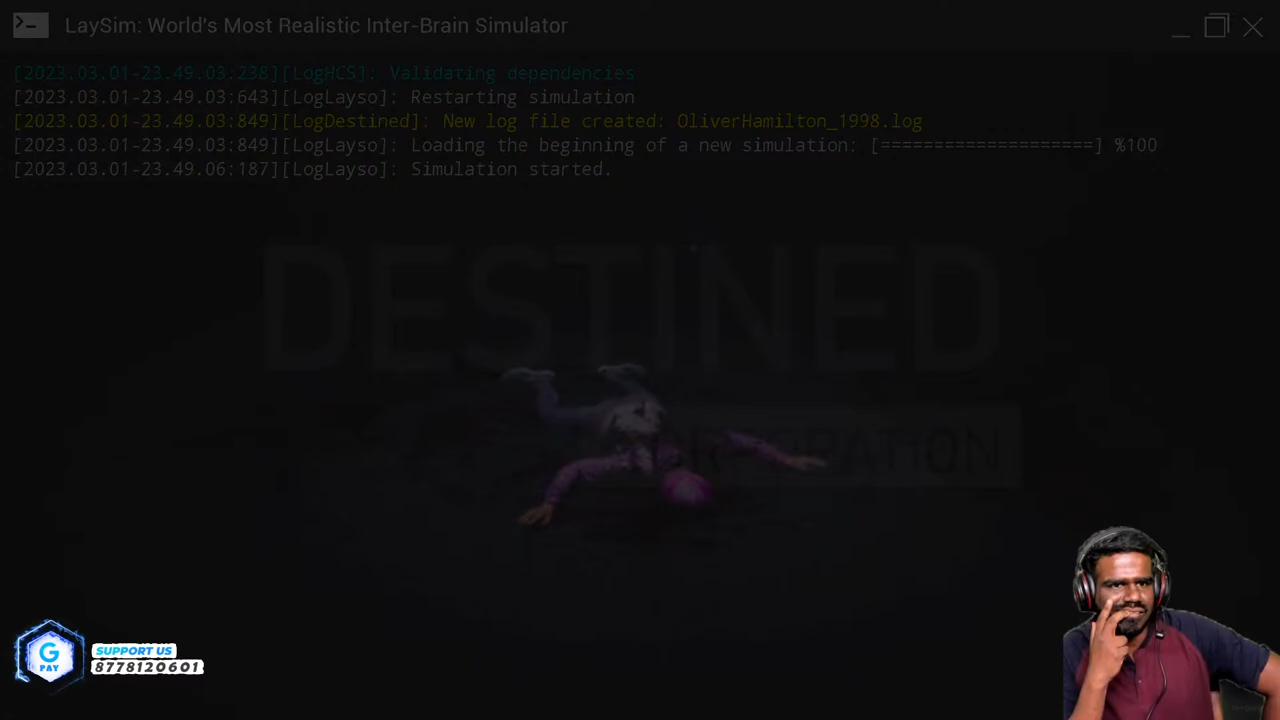 LaySim: World's Most Realistic Inter-Brain Simulator
[2023.03.01-23.49.03:238][LogHCS]: Validating dependencies
[2023.03.01-23.49.03:643][LogLayso]: Restarting simulation
[2023.03.01-23.49.03:849][LogDestined]: New log file created: OliverHamilton_1998.log
[2023.03.01-23.49.03:849][LogLayso]: Loading the beginning of a new simulation: [====================] %100
[2023.03.01-23.49.06:187][LogLayso]: Simulation started.
DESTINED
CORPORATION
G PAY
SUPPORT US
8778120601